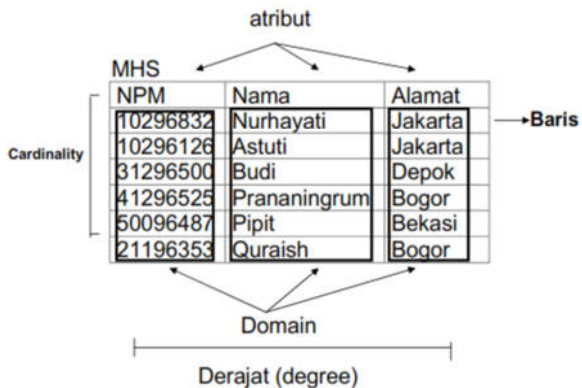 atribut
MHS
NPM Nama Alamat
10296832 Nurhayati Jakarta
Baris
10296126 Astuti Jakarta
Cardinality
31296500 Budi Depok
41296525 Prananingrum Bogor
50096487 Pipit Bekasi
21196353 Quraish Bogor
Domain
Derajat (degree)